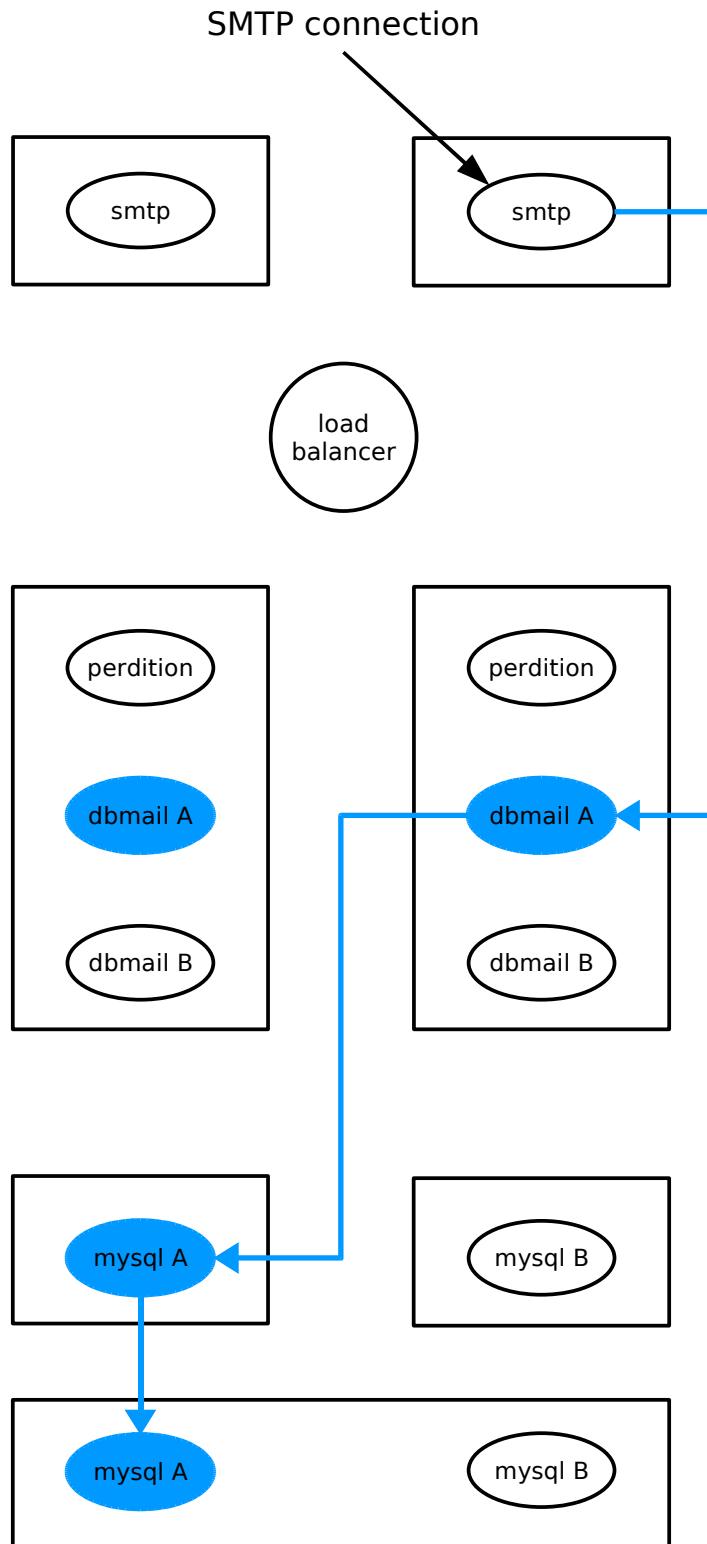 SMTP connection
smtp
smtp
load
balancer
perdition
perdition
dbmail A
dbmail A
dbmail B
dbmail B
mysql A
mysql B
mysql A
mysql B